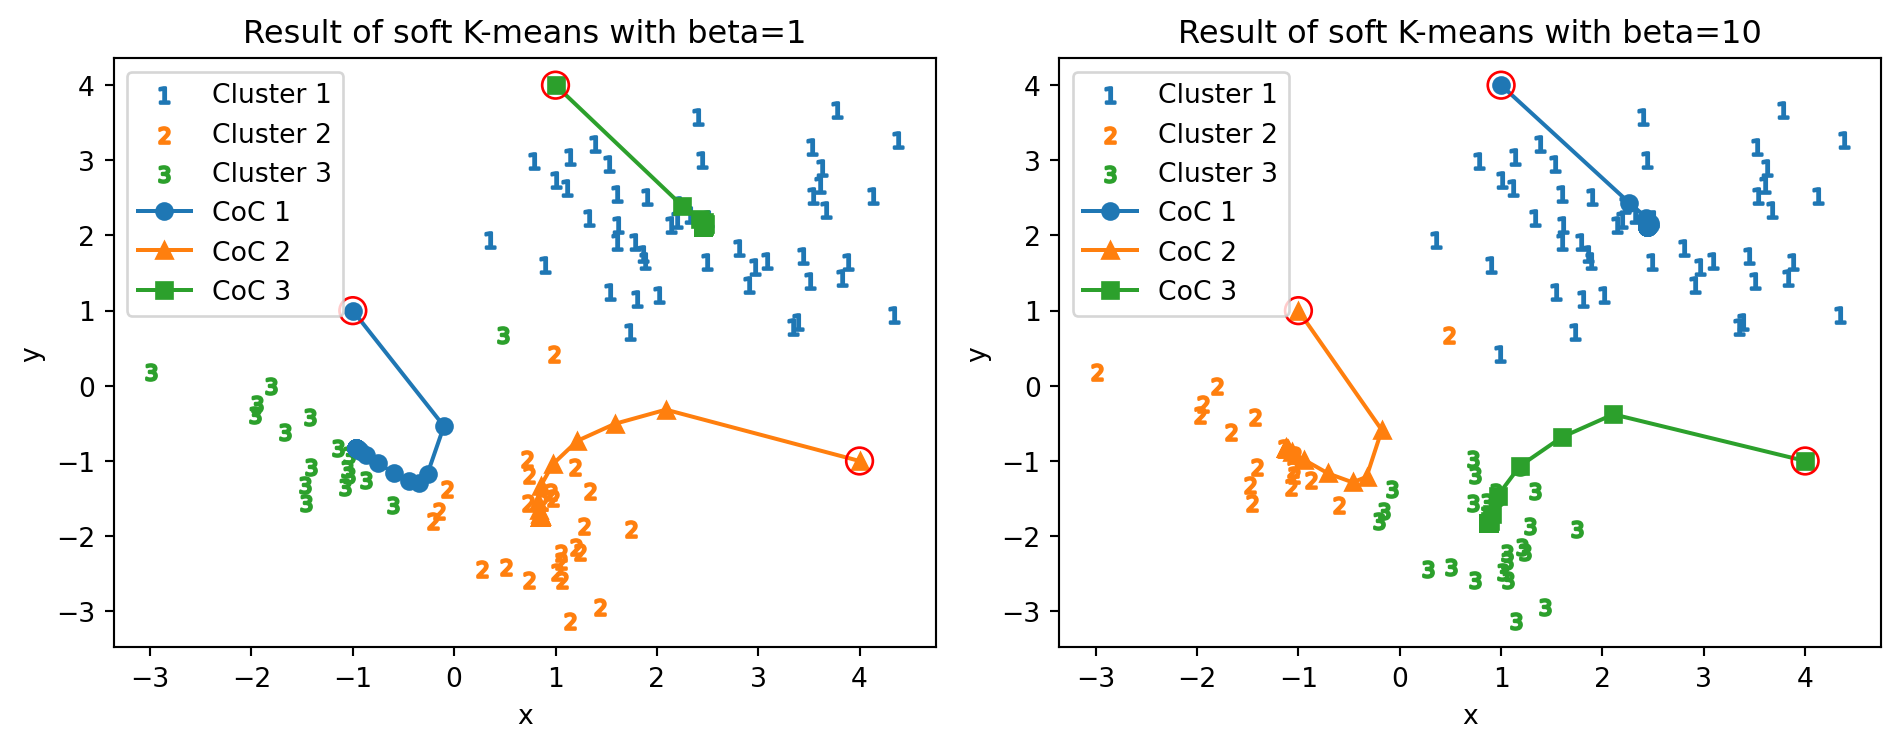 Result of soft K-means with beta=1
Cluster 1
Cluster 2
Cluster 3
CoC 1
CoC 2
CoC 3
4
3
2
1
0
−1
−2
−3
y
−3 −2 −1 0 1 2 3 4
x
Result of soft K-means with beta=10
Cluster 1
Cluster 2
Cluster 3
CoC 1
CoC 2
CoC 3
4
3
2
1
0
−1
−2
−3
y
−3 −2 −1 0 1 2 3 4
x